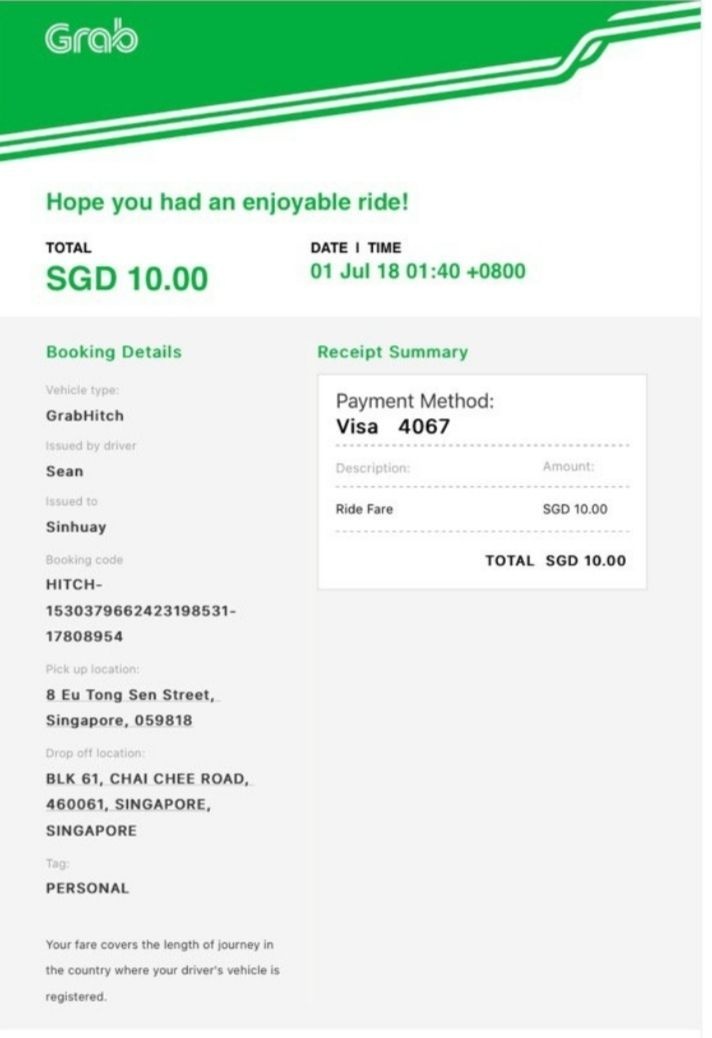 Grab
Hope you had an enjoyable ride!
TOTAL
SGD 10.00
DATE | TIME
01 Jul 18 01:40 +0800
Booking Details
Vehicle type:
GrabHitch
Issued by driver
Sean
Issued to
Sinhuay
Booking code
HITCH-
1530379662423198531-
17808954
Pick up location:
8 Eu Tong Sen Street,
Singapore, 059818
Drop off location:
BLK 61, CHAI CHEE ROAD,
460061, SINGAPORE,
SINGAPORE
Tag:
PERSONAL
Your fare covers the length of journey in
the country where your driver's vehicle is
registered.
Receipt Summary
Payment Method:
Visa 4067
Description: Amount:
Ride Fare SGD 10.00
TOTAL SGD 10.00